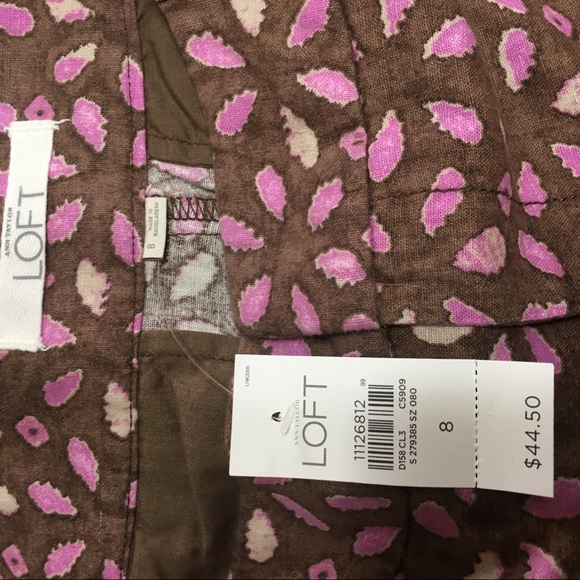 ANN TAYLOR
LOFT
8
MADE IN
LMK2005
ANN TAYLOR
LOFT
11126812 99
D158 CL3 C5909
S 279385 SZ 080
8
$44.50